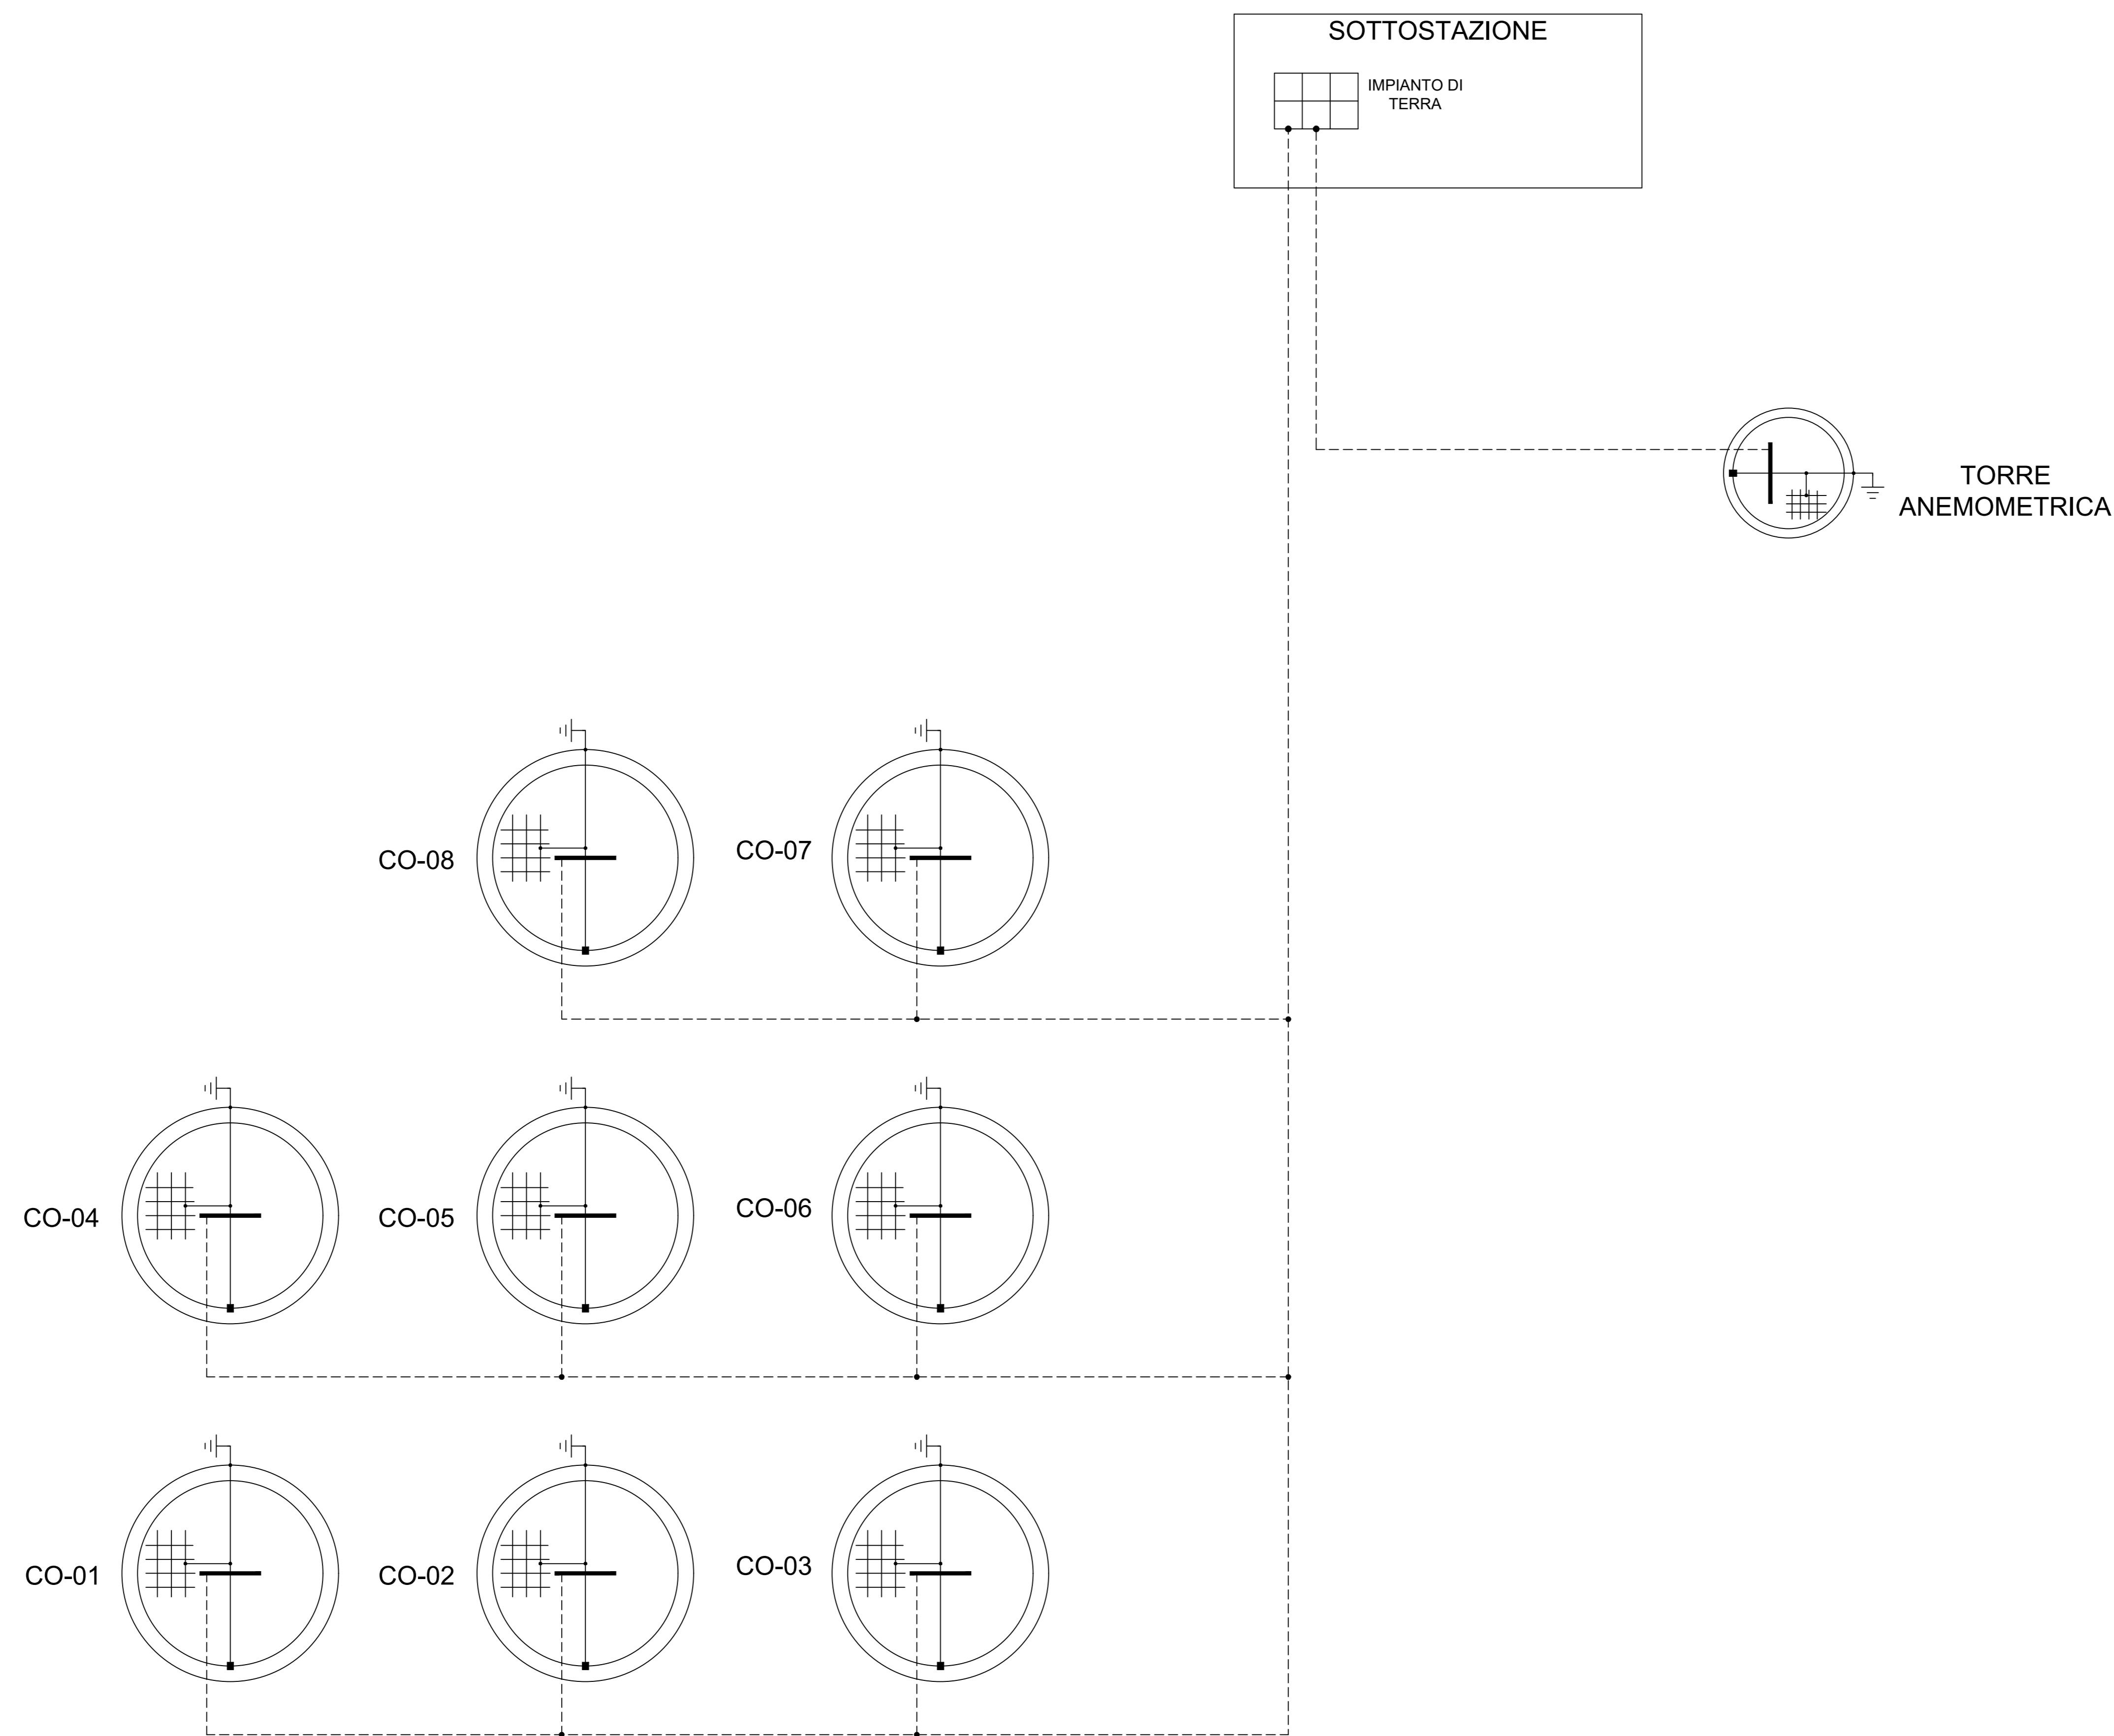 SOTTOSTAZIONE
IMPIANTO DI
TERRA
TORRE
ANEMOMETRICA
CO-08
CO-07
CO-04
CO-05
CO-06
CO-01
CO-02
CO-03